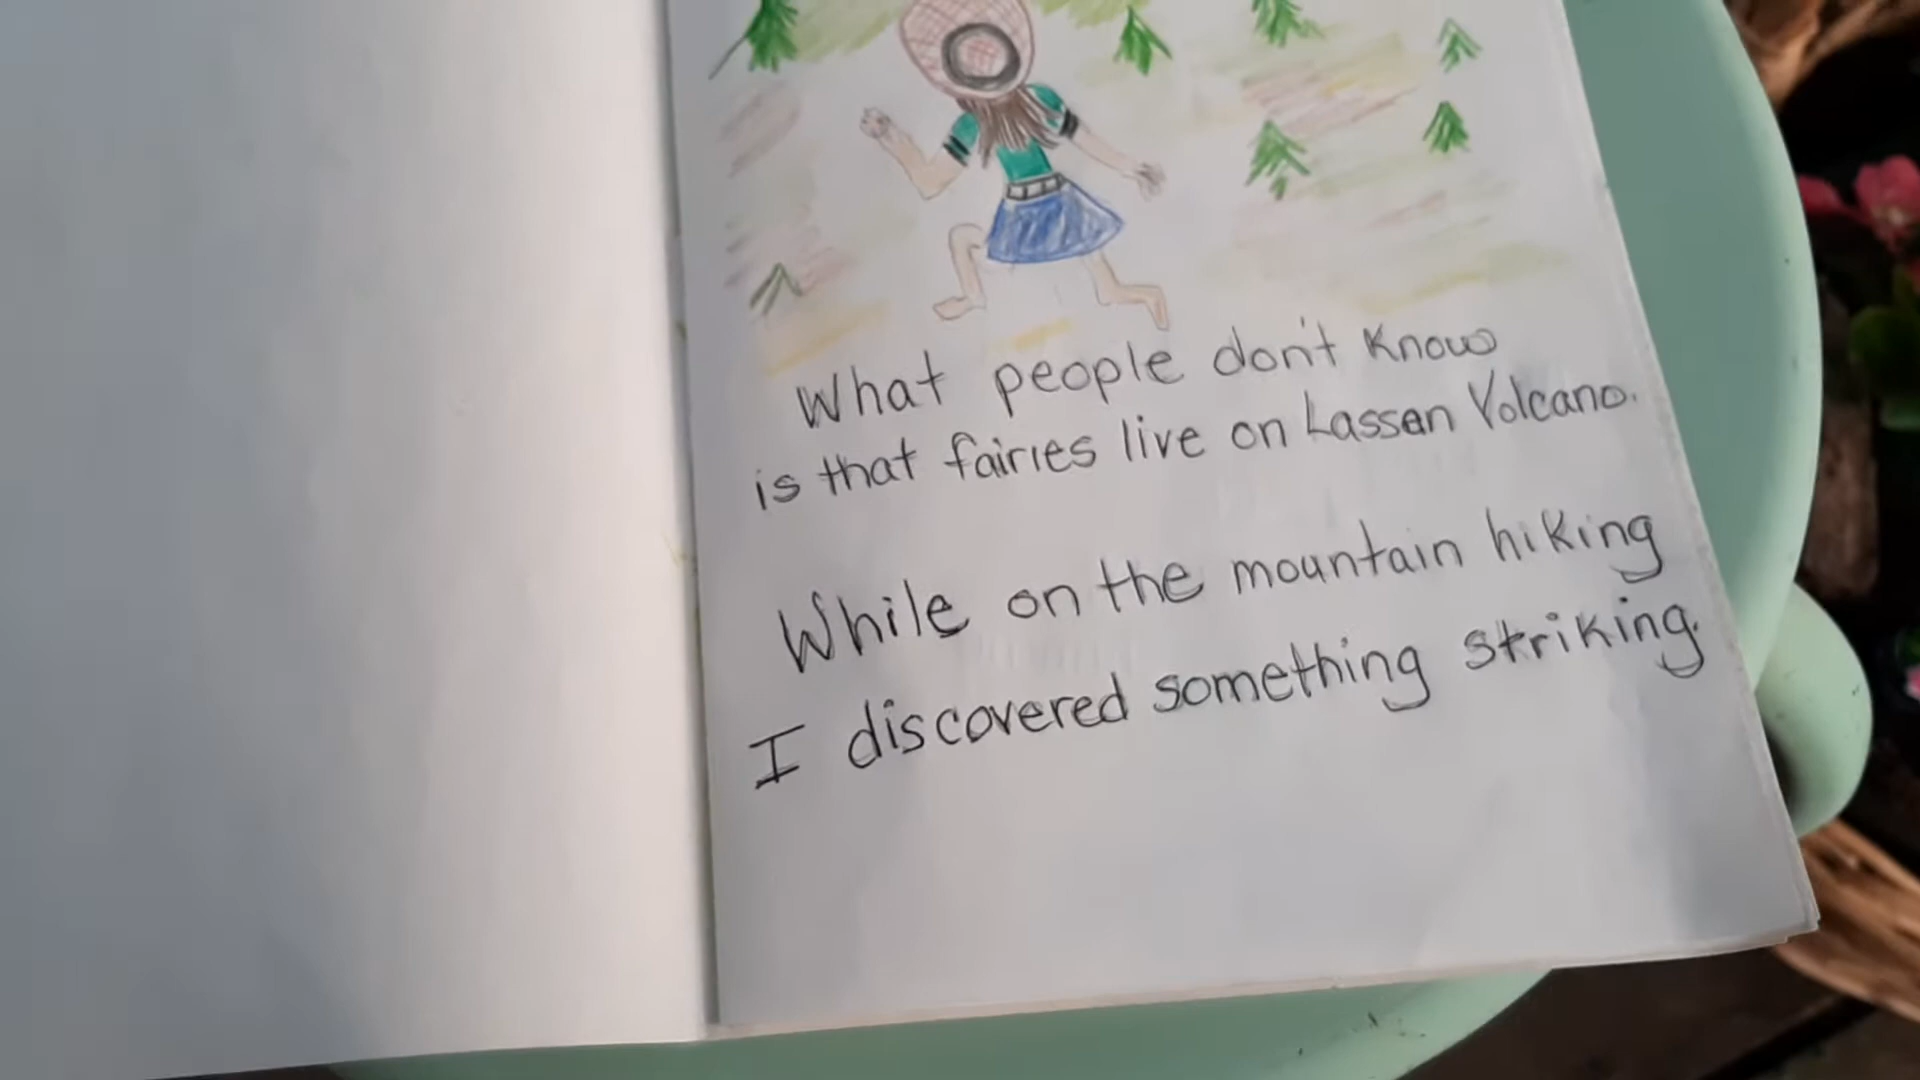 What people don't know
is that fairies live on Lassen Volcano.
While on the mountain hiking
I discovered something striking.